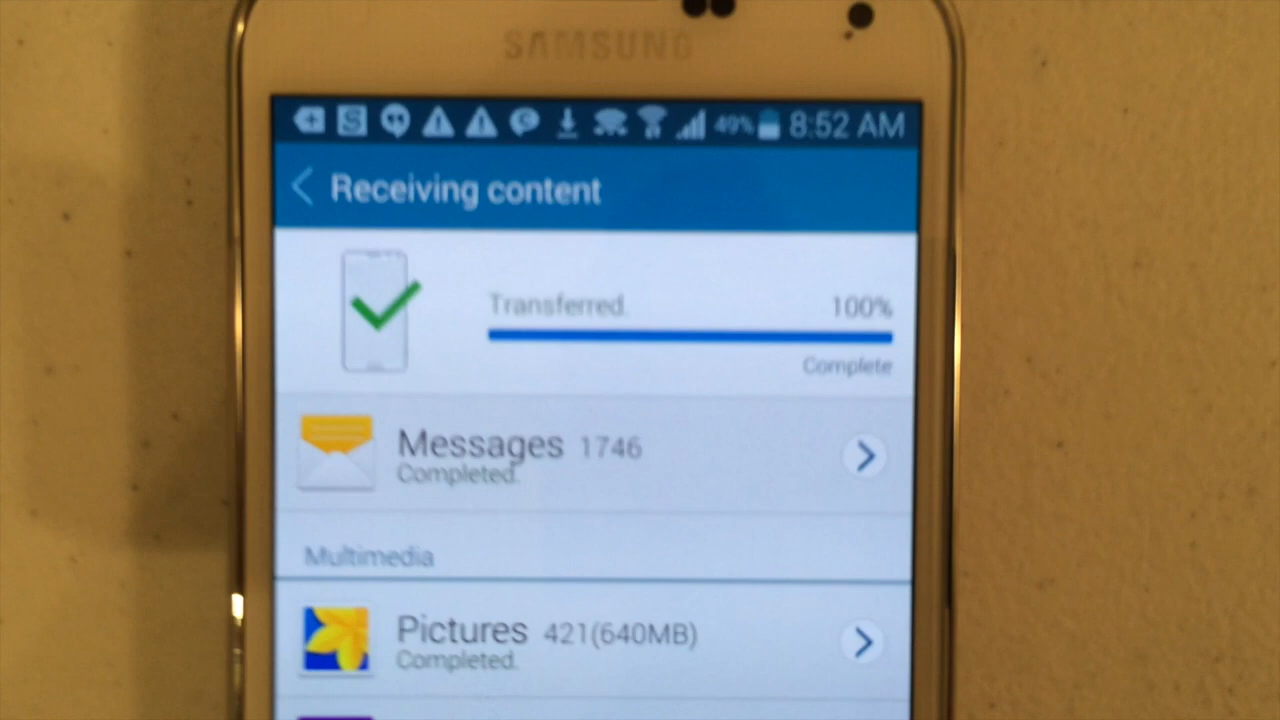 SAMSUNG
49% 8:52 AM
Receiving content
Transferred. 100%
Complete
Messages 1746
Completed.
Multimedia
Pictures 421(640MB)
Completed.